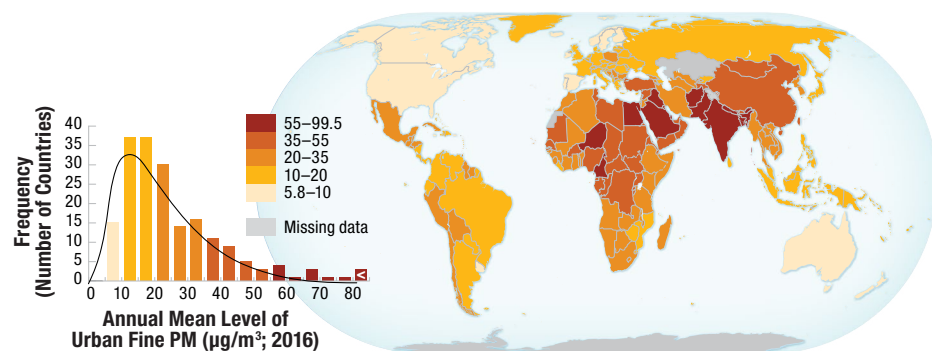 Frequency
(Number of Countries)
40
35
30
25
20
15
10
5
0
0 10 20 30 40 50 60 70 80
Annual Mean Level of
Urban Fine PM (μg/m³; 2016)
55–99.5
35–55
20–35
10–20
5.8–10
Missing data